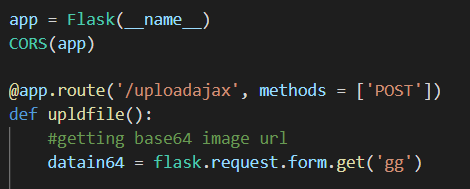 app = Flask(__name__)
CORS(app)
@app.route('/uploadajax', methods = ['POST'])
def upldfile():
#getting base64 image url
datain64 = flask.request.form.get('gg')